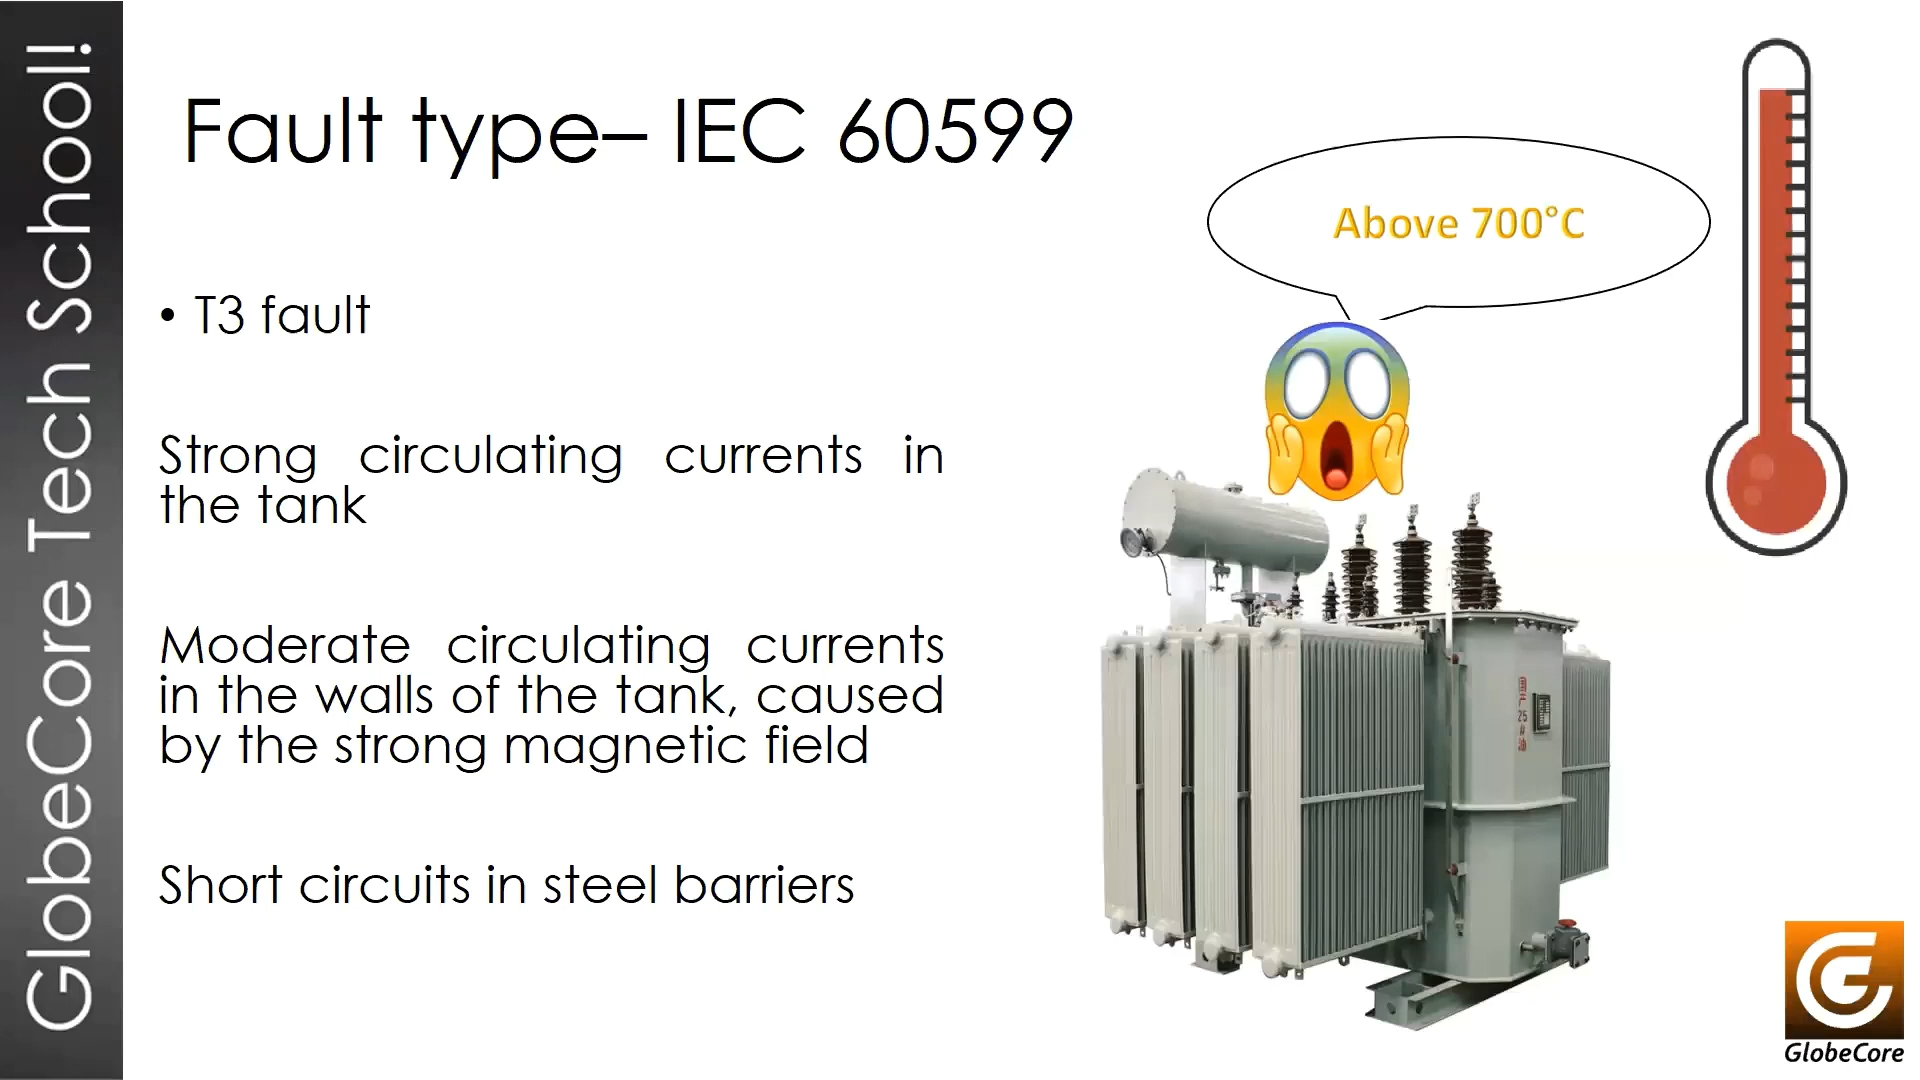 GlobeCore Tech School!
Fault type– IEC 60599
Above 700°C
• T3 fault
Strong circulating currents in
the tank
Moderate circulating currents
in the walls of the tank, caused
by the strong magnetic field
Short circuits in steel barriers
25
GlobeCore